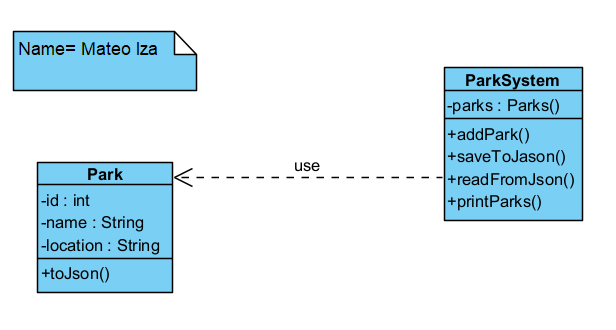 Name= Mateo Iza
ParkSystem
-parks : Parks()
+addPark()
+saveToJason()
+readFromJson()
+printParks()
use
Park
-id : int
-name : String
-location : String
+toJson()